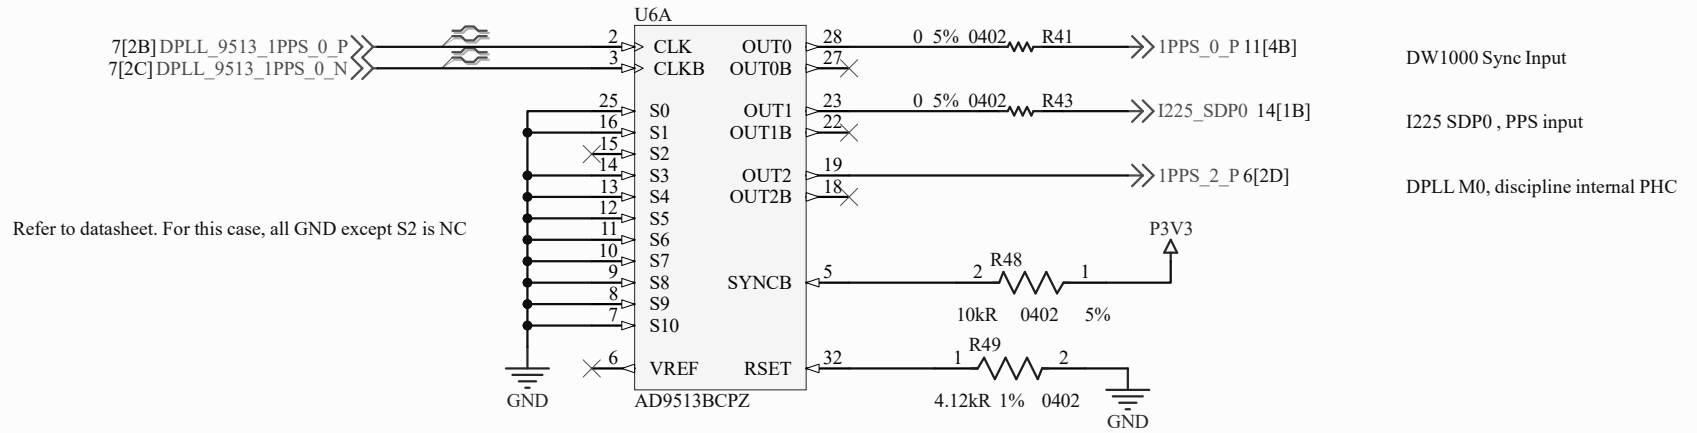 U6A
7[2B] DPLL_9513_1PPS_0_P 2 CLK OUT0 28 0 5% 0402 R41 1PPS_0_P 11[4B]
7[2C] DPLL_9513_1PPS_0_N 3 CLKB OUT0B 27 DW1000 Sync Input
25 S0 OUT1 23 0 5% 0402 R43 I225_SDP0 14[1B]
16 S1 OUT1B 22 I225 SDP0 , PPS input
15 S2
14 S3 OUT2 19 1PPS_2_P 6[2D]
13 S4 OUT2B 18 DPLL M0, discipline internal PHC
12 S5
Refer to datasheet. For this case, all GND except S2 is NC P3V3
11 S6
10 S7 R48
9 S8 SYNCB 5 2 1
8 S9
10kR 0402 5%
7 S10
R49
6 VREF RSET 32 1 2
GND AD9513BCPZ 4.12kR 1% 0402
GND